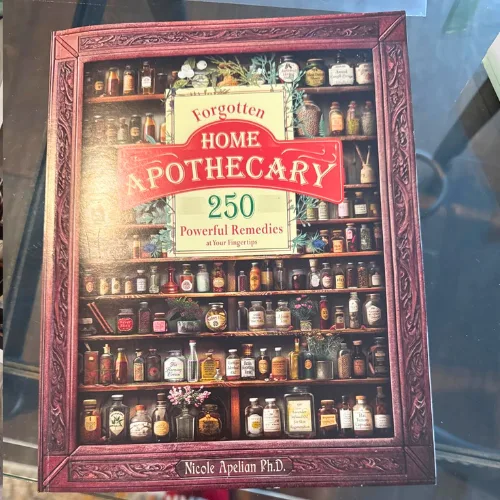 Forgotten
HOME
APOTHECARY
250
Powerful Remedies
at Your Fingertips
Nicole Apelian Ph.D.